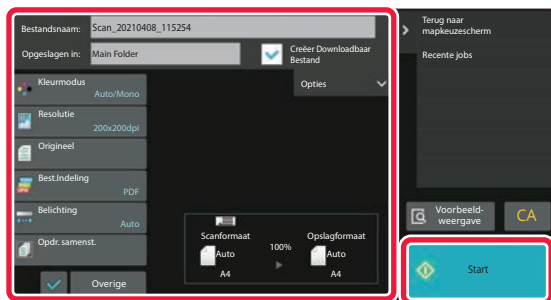 Bestandsnaam: Scan_20210408_115254
Opgeslagen in: Main Folder
Creëer Downloadbaar
Bestand
Opties
Kleurmodus
Auto/Mono
Resolutie
200x200dpi
Origineel
Best.Indeling
PDF
Belichting
Auto
Opdr. samenst.
Overige
Scanformaat
Auto
A4
100%
Opslagformaat
Auto
A4
Terug naar
mapkeuzescherm
Recente jobs
Voorbeeld-
weergave
CA
Start